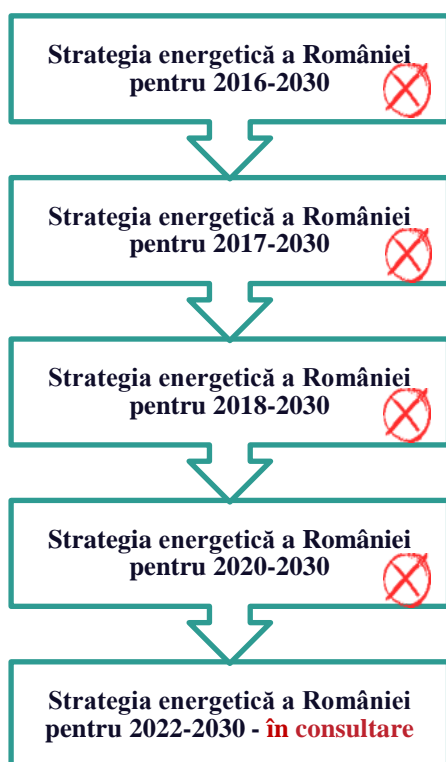 Strategia energetică a României
pentru 2016-2030
Strategia energetică a României
pentru 2017-2030
Strategia energetică a României
pentru 2018-2030
Strategia energetică a României
pentru 2020-2030
Strategia energetică a României
pentru 2022-2030 - în consultare